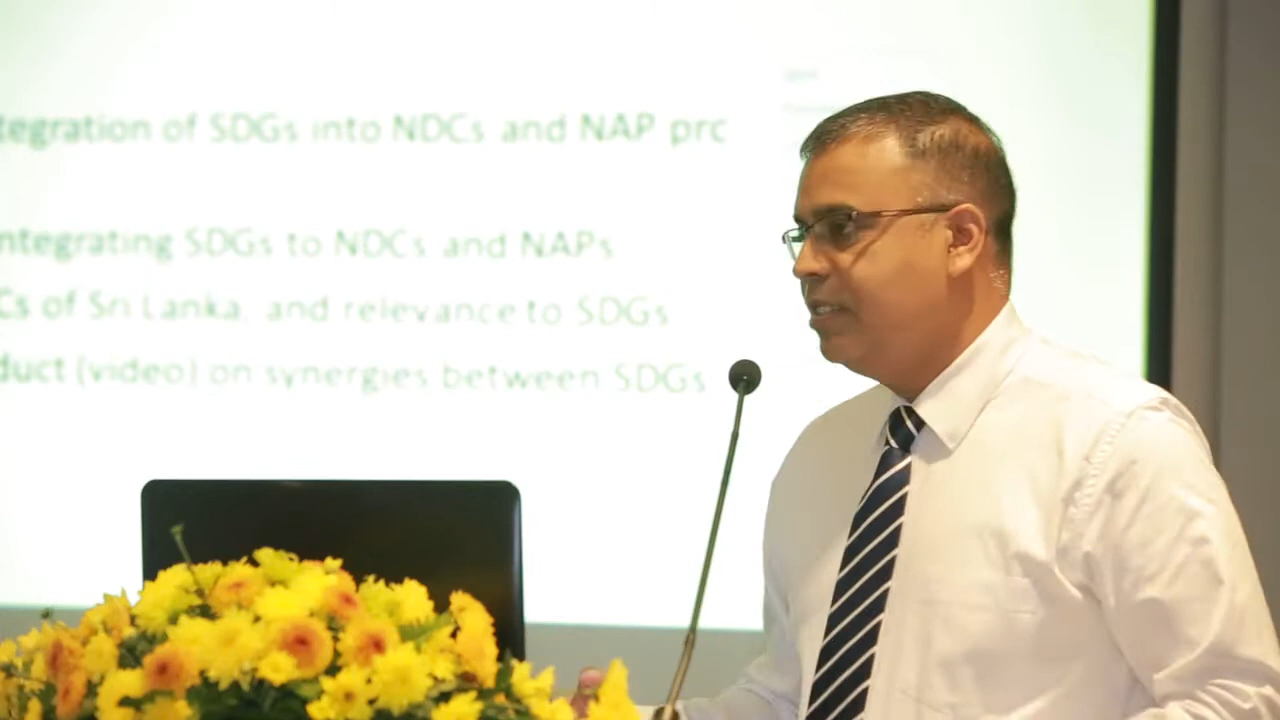 tegration of SDGs into NDCs and NAP prc
ntegrating SDGs to NDCs and NAPs
Cs of Sri Lanka, and relevance to SDGs
duct (video) on synergies between SDGs